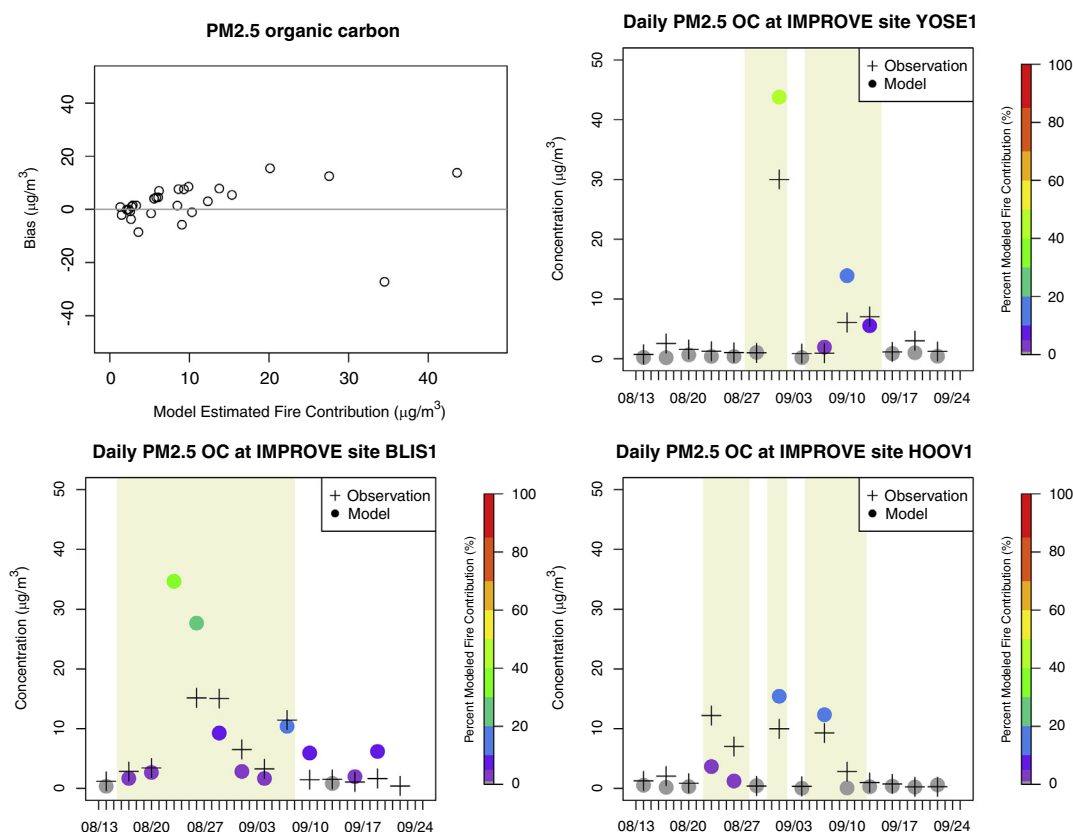 PM2.5 organic carbon
Bias (μg/m³)
40
20
0
-20
-40
0 10 20 30 40
Model Estimated Fire Contribution (μg/m³)
Daily PM2.5 OC at IMPROVE site YOSE1
Concentration (μg/m³)
50
40
30
20
10
0
Observation
Model
08/13 08/20 08/27 09/03 09/10 09/17 09/24
Percent Modeled Fire Contribution (%)
100
80
60
40
20
0
Daily PM2.5 OC at IMPROVE site BLIS1
Concentration (μg/m³)
50
40
30
20
10
0
Observation
Model
08/13 08/20 08/27 09/03 09/10 09/17 09/24
Percent Modeled Fire Contribution (%)
100
80
60
40
20
0
Daily PM2.5 OC at IMPROVE site HOOV1
Concentration (μg/m³)
50
40
30
20
10
0
Observation
Model
08/13 08/20 08/27 09/03 09/10 09/17 09/24
Percent Modeled Fire Contribution (%)
100
80
60
40
20
0